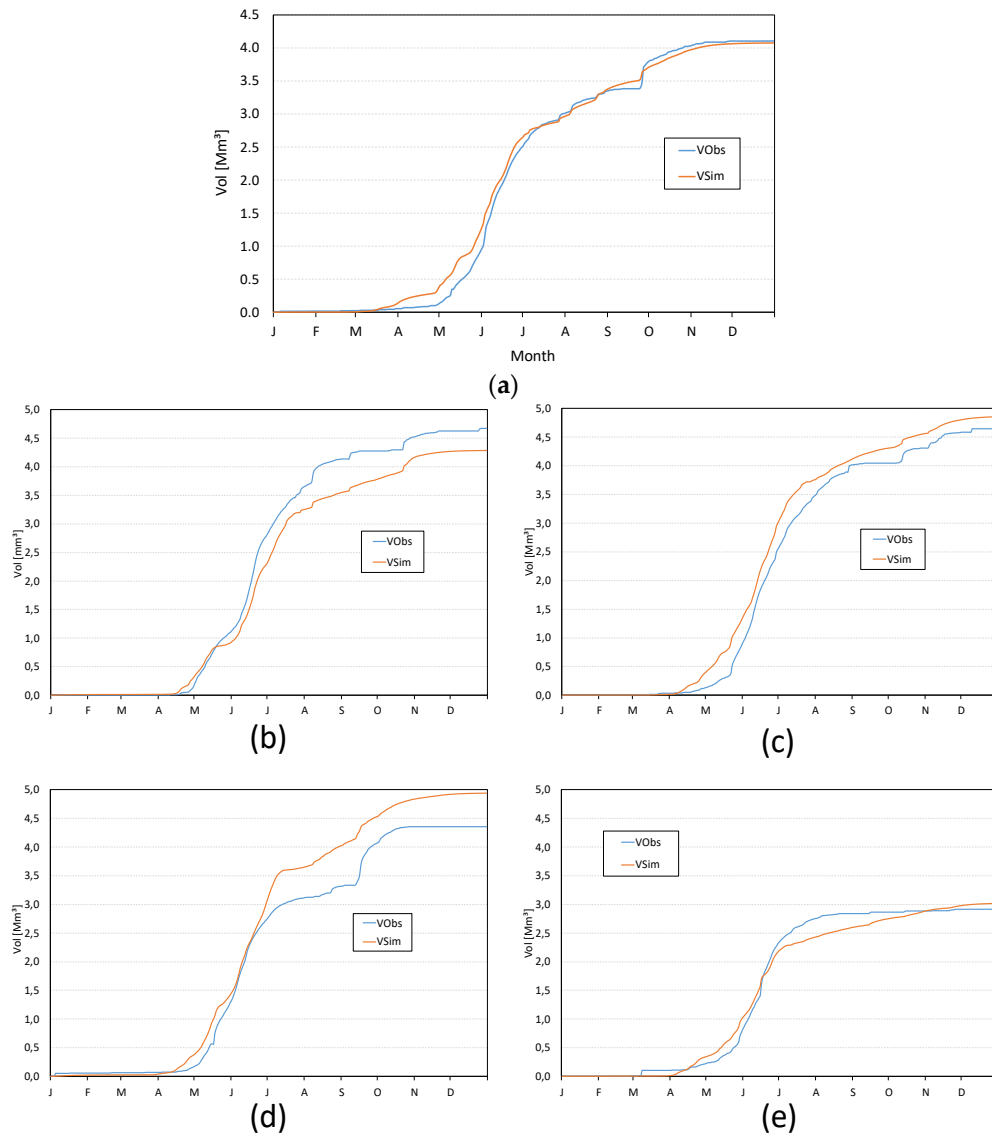 4.5
4.0
3.5
3.0
2.5
2.0
1.5
1.0
0.5
0.0
Vol [Mm³]
VObs
VSim
J F M A M J J A S O N D
Month
(a)
5,0
4,5
4,0
3,5
3,0
2,5
2,0
1,5
1,0
0,5
0,0
Vol [mm³]
VObs
VSim
J F M A M J J A S O N D
(b)
5,0
4,5
4,0
3,5
3,0
2,5
2,0
1,5
1,0
0,5
0,0
Vol [Mm³]
VObs
VSim
J F M A M J J A S O N D
(c)
5,0
4,5
4,0
3,5
3,0
2,5
2,0
1,5
1,0
0,5
0,0
Vol [Mm³]
VObs
VSim
J F M A M J J A S O N D
(d)
5,0
4,5
4,0
3,5
3,0
2,5
2,0
1,5
1,0
0,5
0,0
Vol [Mm³]
VObs
VSim
J F M A M J J A S O N D
(e)